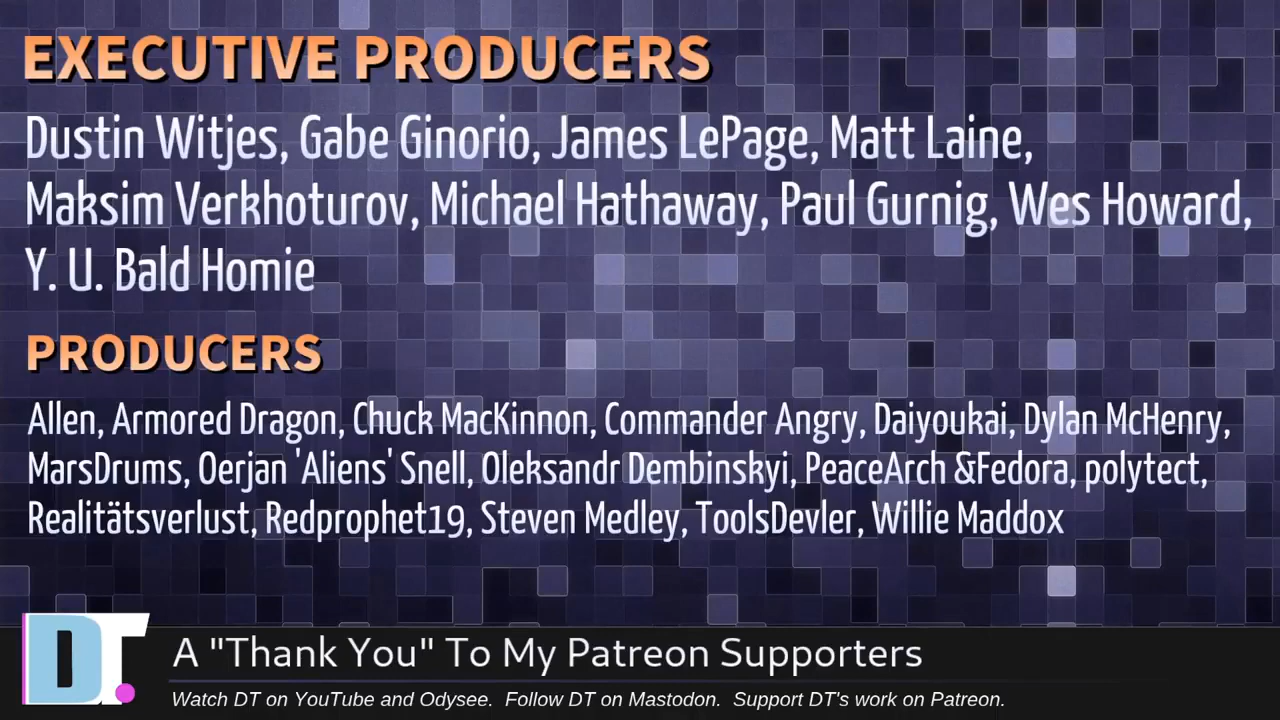 EXECUTIVE PRODUCERS
Dustin Witjes, Gabe Ginorio, James LePage, Matt Laine,
Maksim Verkhoturov, Michael Hathaway, Paul Gurnig, Wes Howard,
Y. U. Bald Homie
PRODUCERS
Allen, Armored Dragon, Chuck MacKinnon, Commander Angry, Daiyoukai, Dylan McHenry,
MarsDrums, Oerjan 'Aliens' Snell, Oleksandr Dembinskyi, PeaceArch &Fedora, polytect,
Realitätsverlust, Redprophet19, Steven Medley, ToolsDevler, Willie Maddox
DT
A "Thank You" To My Patreon Supporters
Watch DT on YouTube and Odysee. Follow DT on Mastodon. Support DT's work on Patreon.